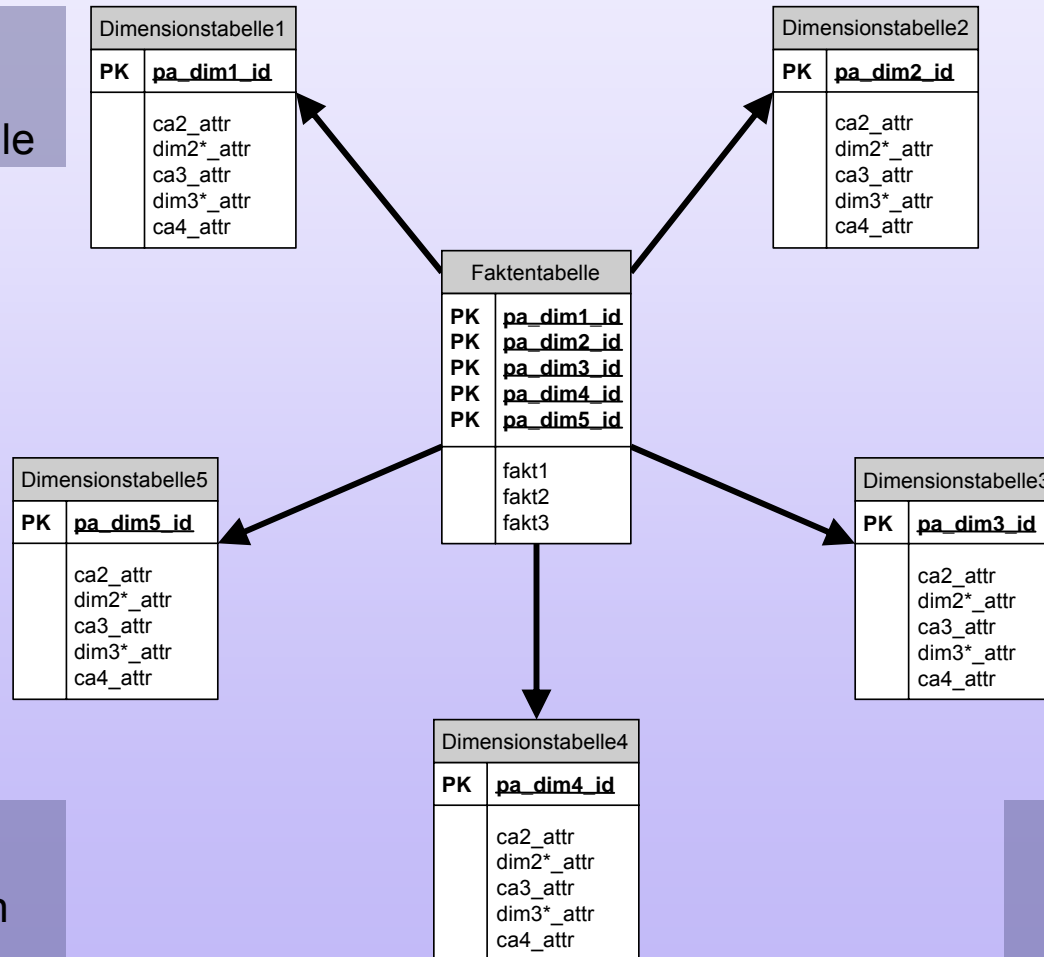 le
Dimensionstabelle1
PK pa_dim1_id
ca2_attr
dim2*_attr
ca3_attr
dim3*_attr
ca4_attr
Dimensionstabelle2
PK pa_dim2_id
ca2_attr
dim2*_attr
ca3_attr
dim3*_attr
ca4_attr
Faktentabelle
PK pa_dim1_id
PK pa_dim2_id
PK pa_dim3_id
PK pa_dim4_id
PK pa_dim5_id
fakt1
fakt2
fakt3
Dimensionstabelle5
PK pa_dim5_id
ca2_attr
dim2*_attr
ca3_attr
dim3*_attr
ca4_attr
Dimensionstabelle3
PK pa_dim3_id
ca2_attr
dim2*_attr
ca3_attr
dim3*_attr
ca4_attr
Dimensionstabelle4
PK pa_dim4_id
ca2_attr
dim2*_attr
ca3_attr
dim3*_attr
ca4_attr